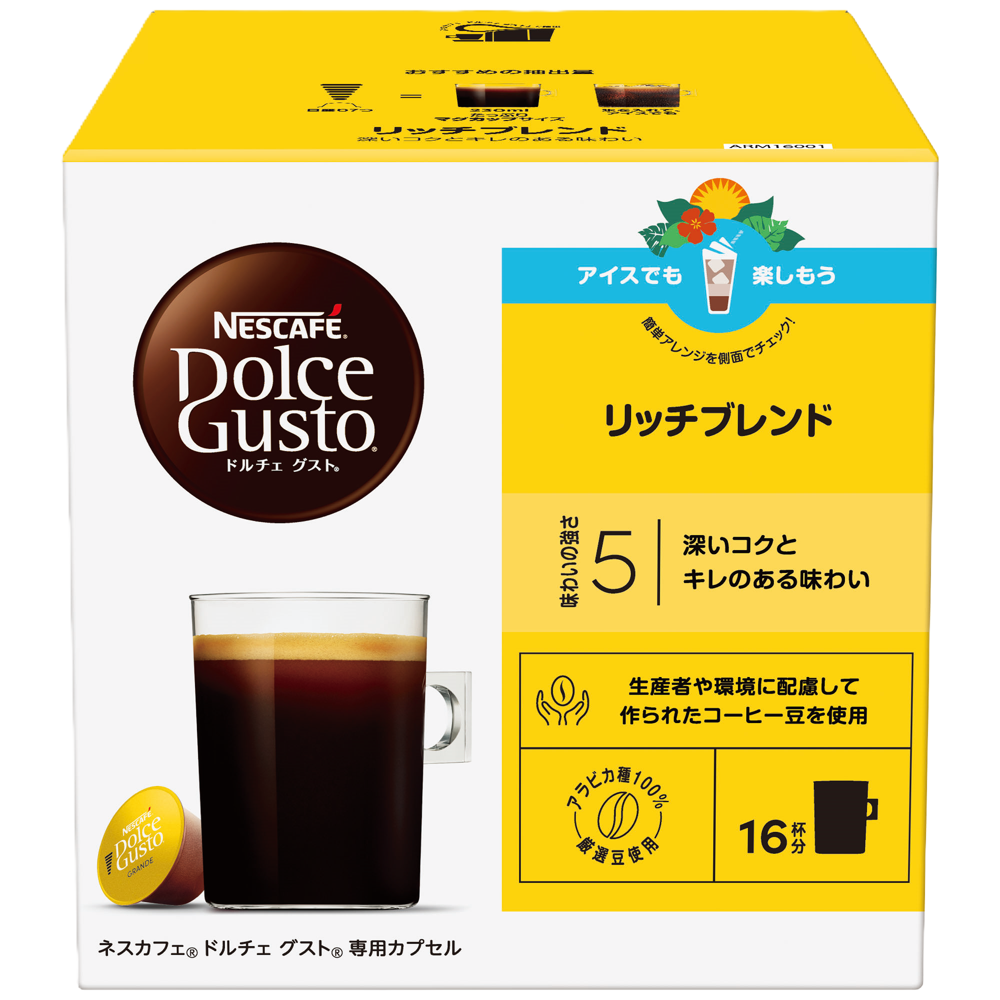 おすすめの抽出量
=
目盛り7つ
230ml
たっぷり
マグカップサイズ
氷を入れて、
アイスでも
リッチブレンド
深いコクとキレのある味わい
ARM16001
アイスでも 楽しもう
簡単アレンジを側面でチェック!
NESCAFÉ®
DOLCE
GUSTO®
ドルチェ グスト®
リッチブレンド
味わいの強さ
5
深いコクと
キレのある味わい
生産者や環境に配慮して
作られたコーヒー豆を使用
アラビカ種100%
厳選豆使用
16杯分
NESCAFÉ
DOLCE
GUSTO
GRANDE
ネスカフェ® ドルチェ グスト® 専用カプセル